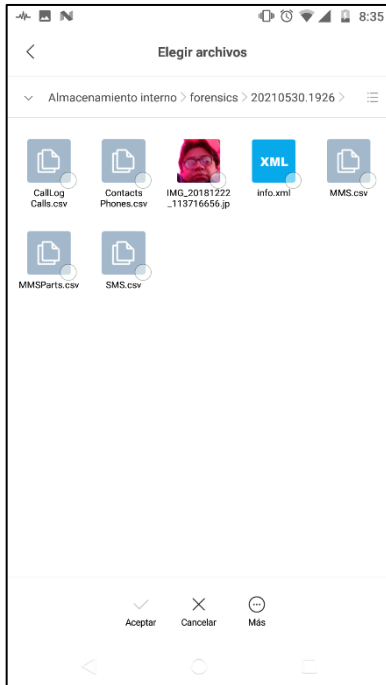 8:35
Elegir archivos
Almacenamiento interno > forensics > 20210530.1926 >
CallLog
Calls.csv
Contacts
Phones.csv
IMG_20181222
_113716656.jp
XML
info.xml
MMS.csv
MMSParts.csv
SMS.csv
Aceptar
Cancelar
Más